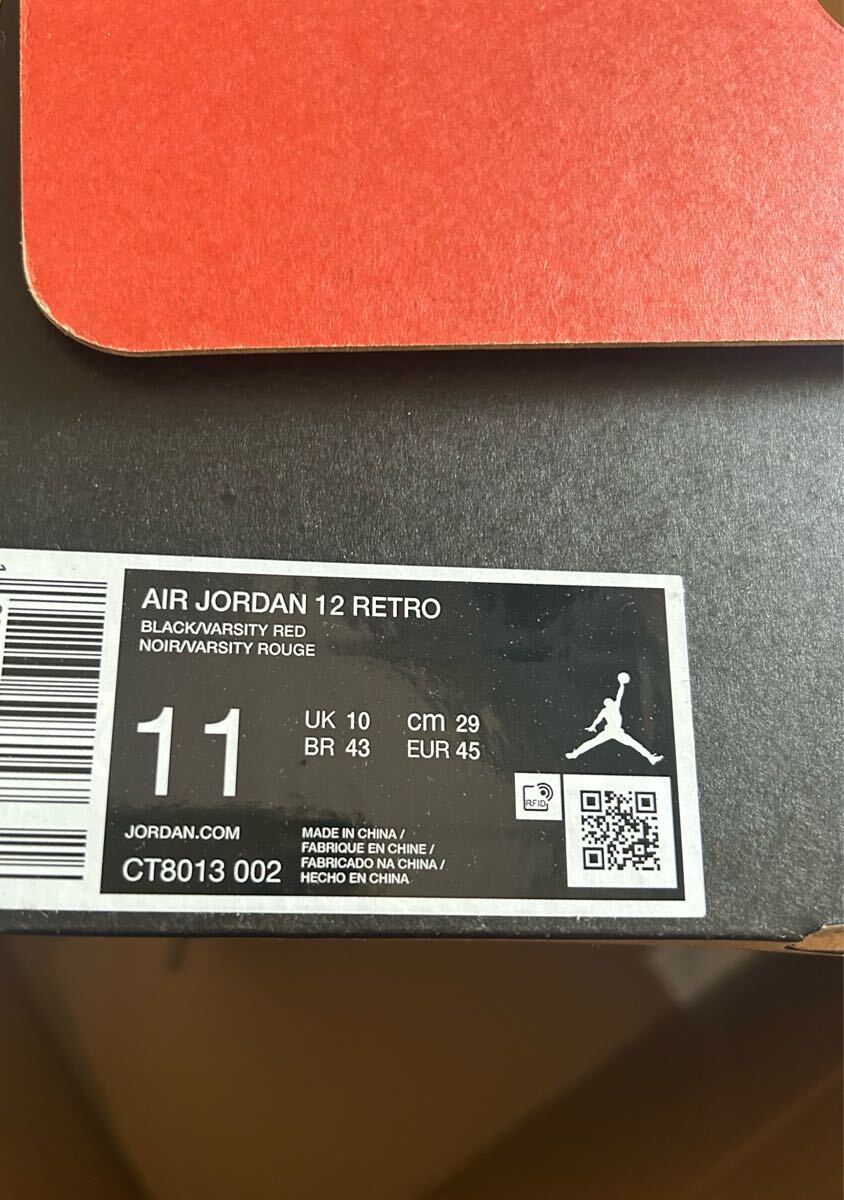 AIR JORDAN 12 RETRO
BLACK/VARSITY RED
NOIR/VARSITY ROUGE
11
UK 10 cm 29
BR 43 EUR 45
RFID
JORDAN.COM
CT8013 002
MADE IN CHINA /
FABRIQUE EN CHINE /
FABRICADO NA CHINA /
HECHO EN CHINA